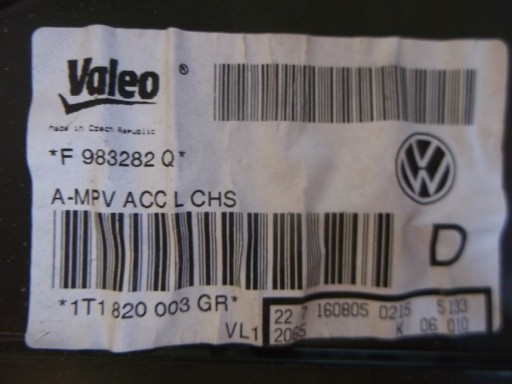 Valeo ®
made in Czech Republic
*F 983282 Q*
A-MPV ACC L CHS
D
*1T1 820 003 GR*
VL1
22 7 160805 0215 5133
2065 K 06 010